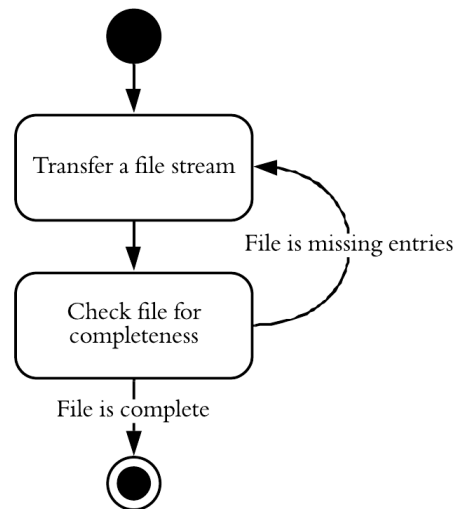 Transfer a file stream
File is missing entries
Check file for
completeness
File is complete